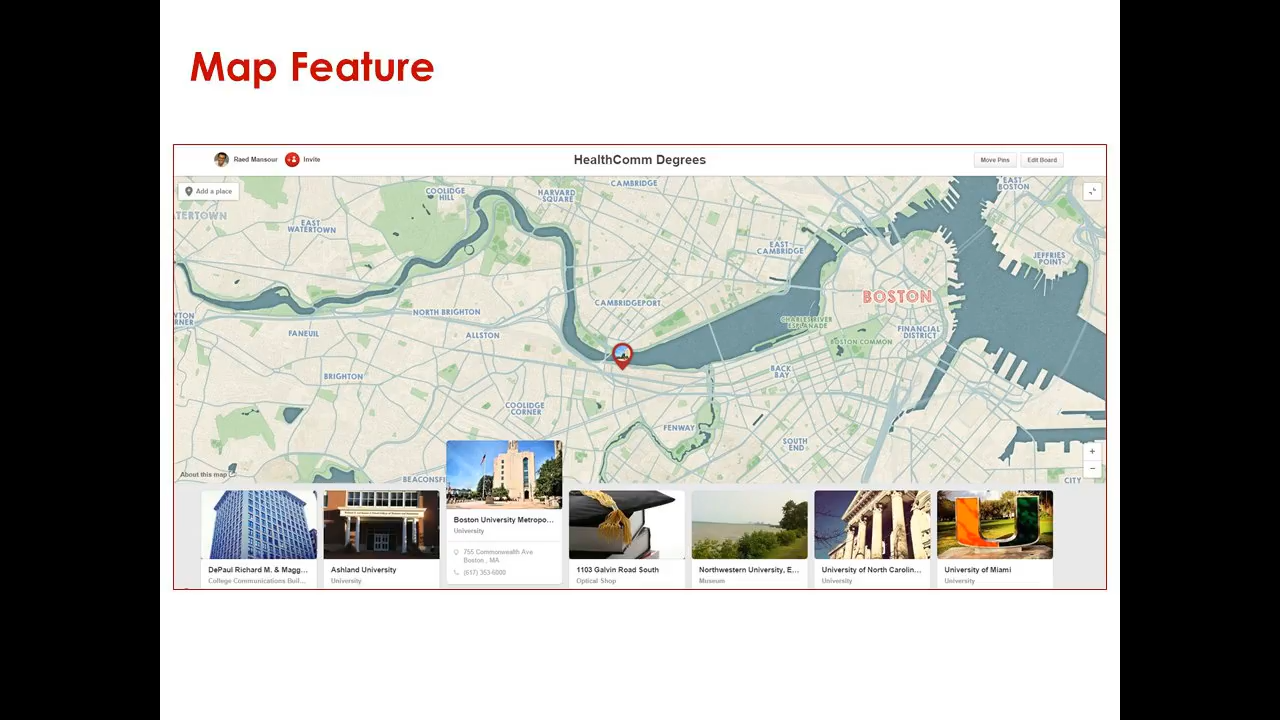 Map Feature
Raed Mansour
Invite
HealthComm Degrees
Move Pins
Edit Board
Add a place
TERTOWN
EAST
WATERTOWN
COOLIDGE
HILL
HARVARD
SQUARE
CAMBRIDGE
EAST
BOSTON
EAST
CAMBRIDGE
JEFFRIES
POINT
BOSTON
CAMBRIDGEPORT
NORTH BRIGHTON
CHARLES RIVER
ESPLANADE
FINANCIAL
DISTRICT
BOSTON COMMON
RNER
FANEUIL
ALLSTON
BACK
BAY
BRIGHTON
COOLIDGE
CORNER
FENWAY
SOUTH
END
About this map
BEACONSFI
CITY
+
−
DePaul Richard M. & Magg...
College Communications Buil...
Ashland University
University
Boston University Metropo...
University
755 Commonwealth Ave
Boston , MA
(617) 353-6000
1103 Galvin Road South
Optical Shop
Northwestern University, E...
Museum
University of North Carolin...
University
University of Miami
University